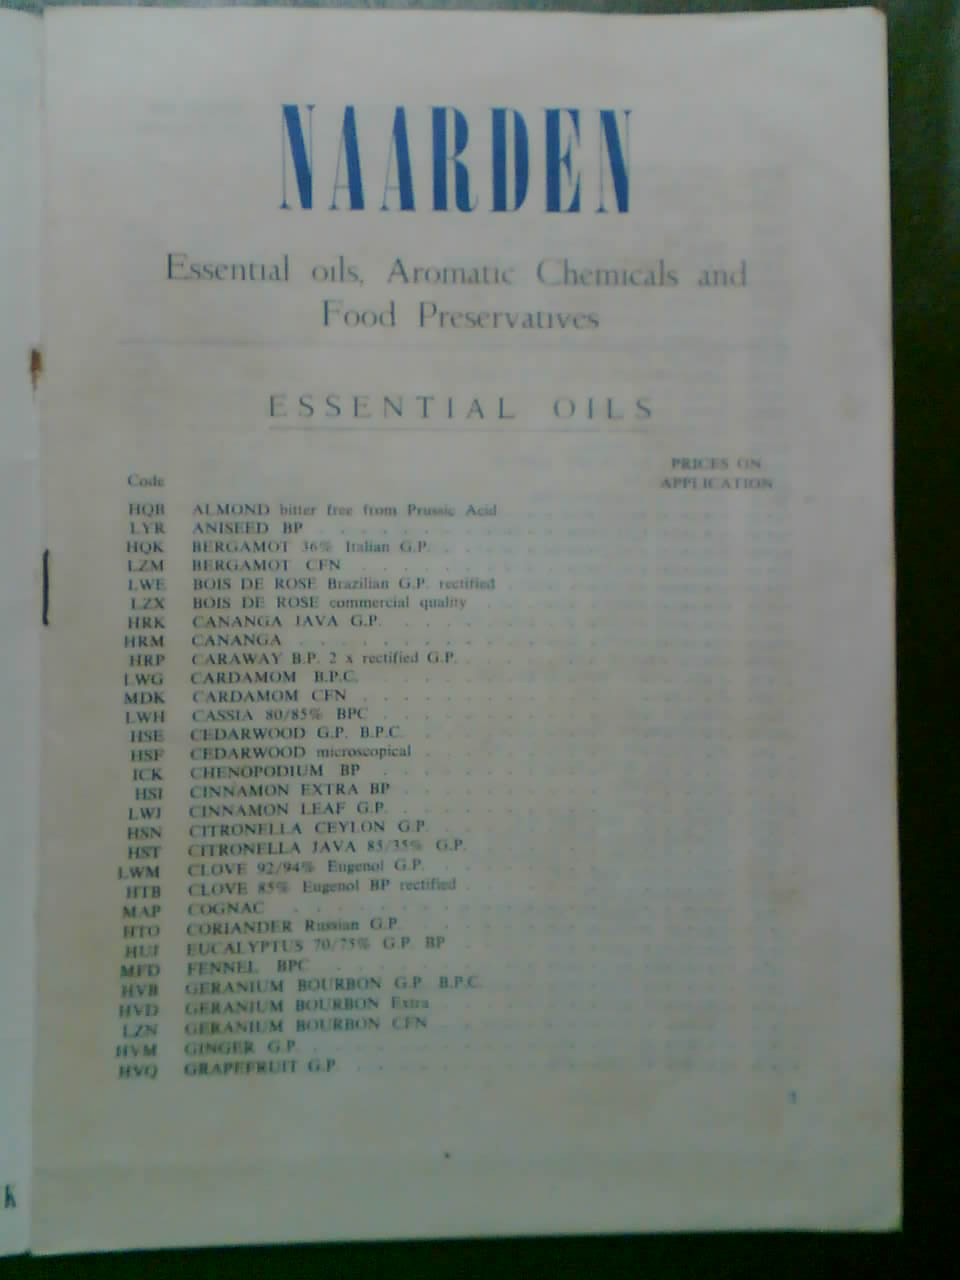 NAARDEN
Essential oils, Aromatic Chemicals and
Food Preservatives
ESSENTIAL OILS
PRICES ON
Code APPLICATION
HQB ALMOND bitter free from Prussic Acid
LYR ANISEED BP
HQK BERGAMOT 36% Italian G.P.
LZM BERGAMOT CFN
LWE BOIS DE ROSE Brazilian G.P. rectified
LZX BOIS DE ROSE commercial quality
HRK CANANGA JAVA G.P.
HRM CANANGA
HRP CARAWAY B.P. 2 x rectified G.P.
LWG CARDAMOM B.P.C.
MDK CARDAMOM CFN
LWH CASSIA 80/85% BPC
HSE CEDARWOOD G.P. B.P.C.
HSF CEDARWOOD microscopical
ICK CHENOPODIUM BP
HSI CINNAMON EXTRA BP
LWJ CINNAMON LEAF G.P.
HSN CITRONELLA CEYLON G.P.
HST CITRONELLA JAVA 85/35% G.P.
LWM CLOVE 92/94% Eugenol G.P.
HTB CLOVE 85% Eugenol BP rectified
MAP COGNAC
HTO CORIANDER Russian G.P.
HUJ EUCALYPTUS 70/75% G.P. BP
MFD FENNEL BPC
HVB GERANIUM BOURBON G.P. B.P.C.
HVD GERANIUM BOURBON Extra
LZN GERANIUM BOURBON CFN
HVM GINGER G.P.
HVQ GRAPEFRUIT G.P.
K